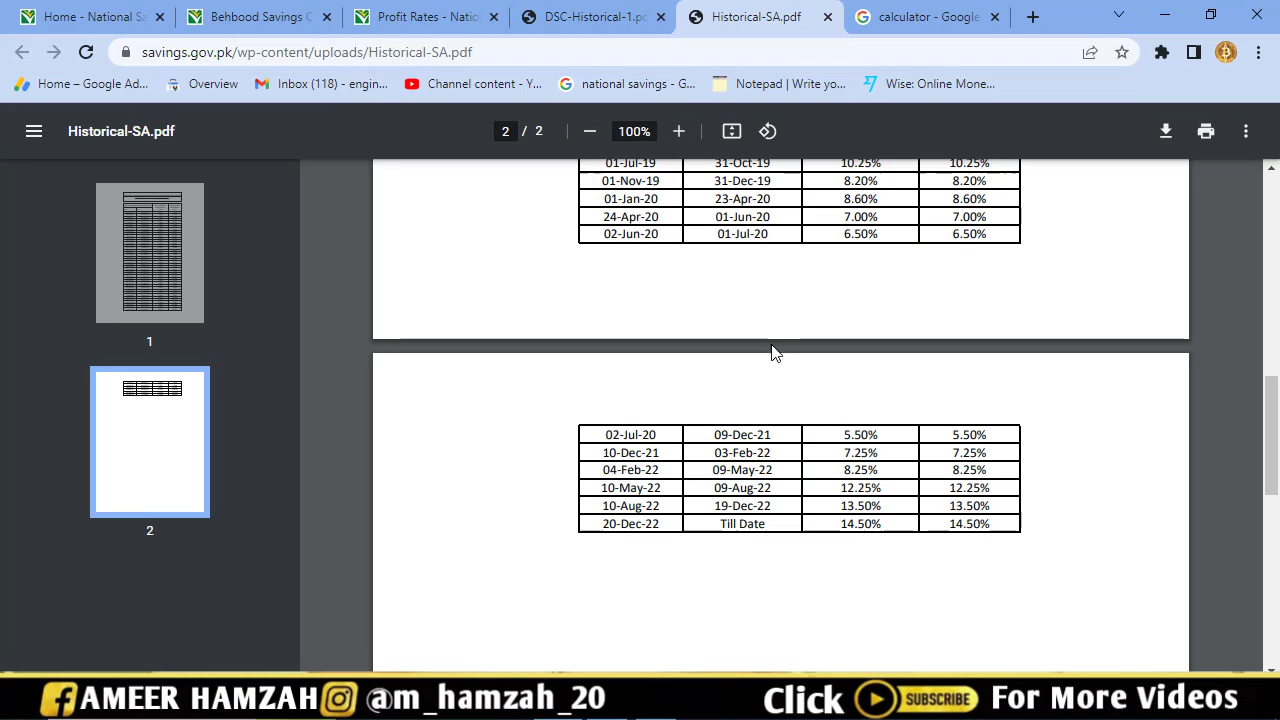 Home - National Sa
Behbood Savings C
Profit Rates - Natio
DSC-Historical-1.pc
Historical-SA.pdf
calculator - Google
savings.gov.pk/wp-content/uploads/Historical-SA.pdf
Home – Google Ad...
Overview
Inbox (118) - engin...
Channel content - Y...
national savings - G...
Notepad | Write yo...
Wise: Online Mone...
Historical-SA.pdf
2 / 2
100%
01-Jul-19 31-Oct-19 10.25% 10.25%
01-Nov-19 31-Dec-19 8.20% 8.20%
01-Jan-20 23-Apr-20 8.60% 8.60%
24-Apr-20 01-Jun-20 7.00% 7.00%
02-Jun-20 01-Jul-20 6.50% 6.50%
1
02-Jul-20 09-Dec-21 5.50% 5.50%
10-Dec-21 03-Feb-22 7.25% 7.25%
04-Feb-22 09-May-22 8.25% 8.25%
10-May-22 09-Aug-22 12.25% 12.25%
10-Aug-22 19-Dec-22 13.50% 13.50%
20-Dec-22 Till Date 14.50% 14.50%
2
AMEER HAMZAH @m_hamzah_20 Click SUBSCRIBE For More Videos